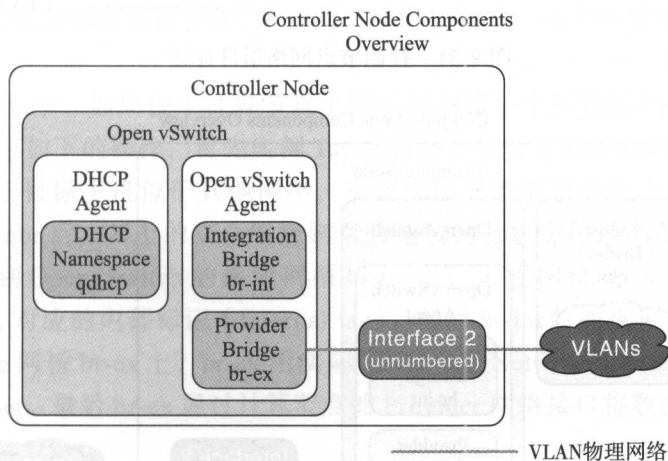 Controller Node Components
Overview
Controller Node
Open vSwitch
DHCP
Agent
DHCP
Namespace
qdhcp
Open vSwitch
Agent
Integration
Bridge
br-int
Provider
Bridge
br-ex
Interface 2
(unnumbered)
VLANs
VLAN物理网络